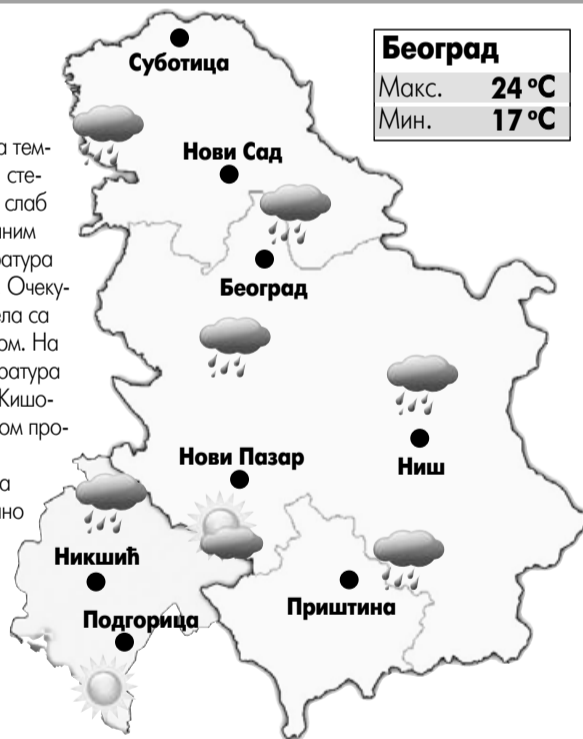 Београд
Макс. 24 °C
Мин. 17 °C
а тем-
сте-
слаб
ним
ратура
Очеку-
ела са
ом. На
ратура
Кишо-
ом про-
а
но
Суботица
Нови Сад
Београд
Ниш
Нови Пазар
Никшић
Приштина
Подгорица